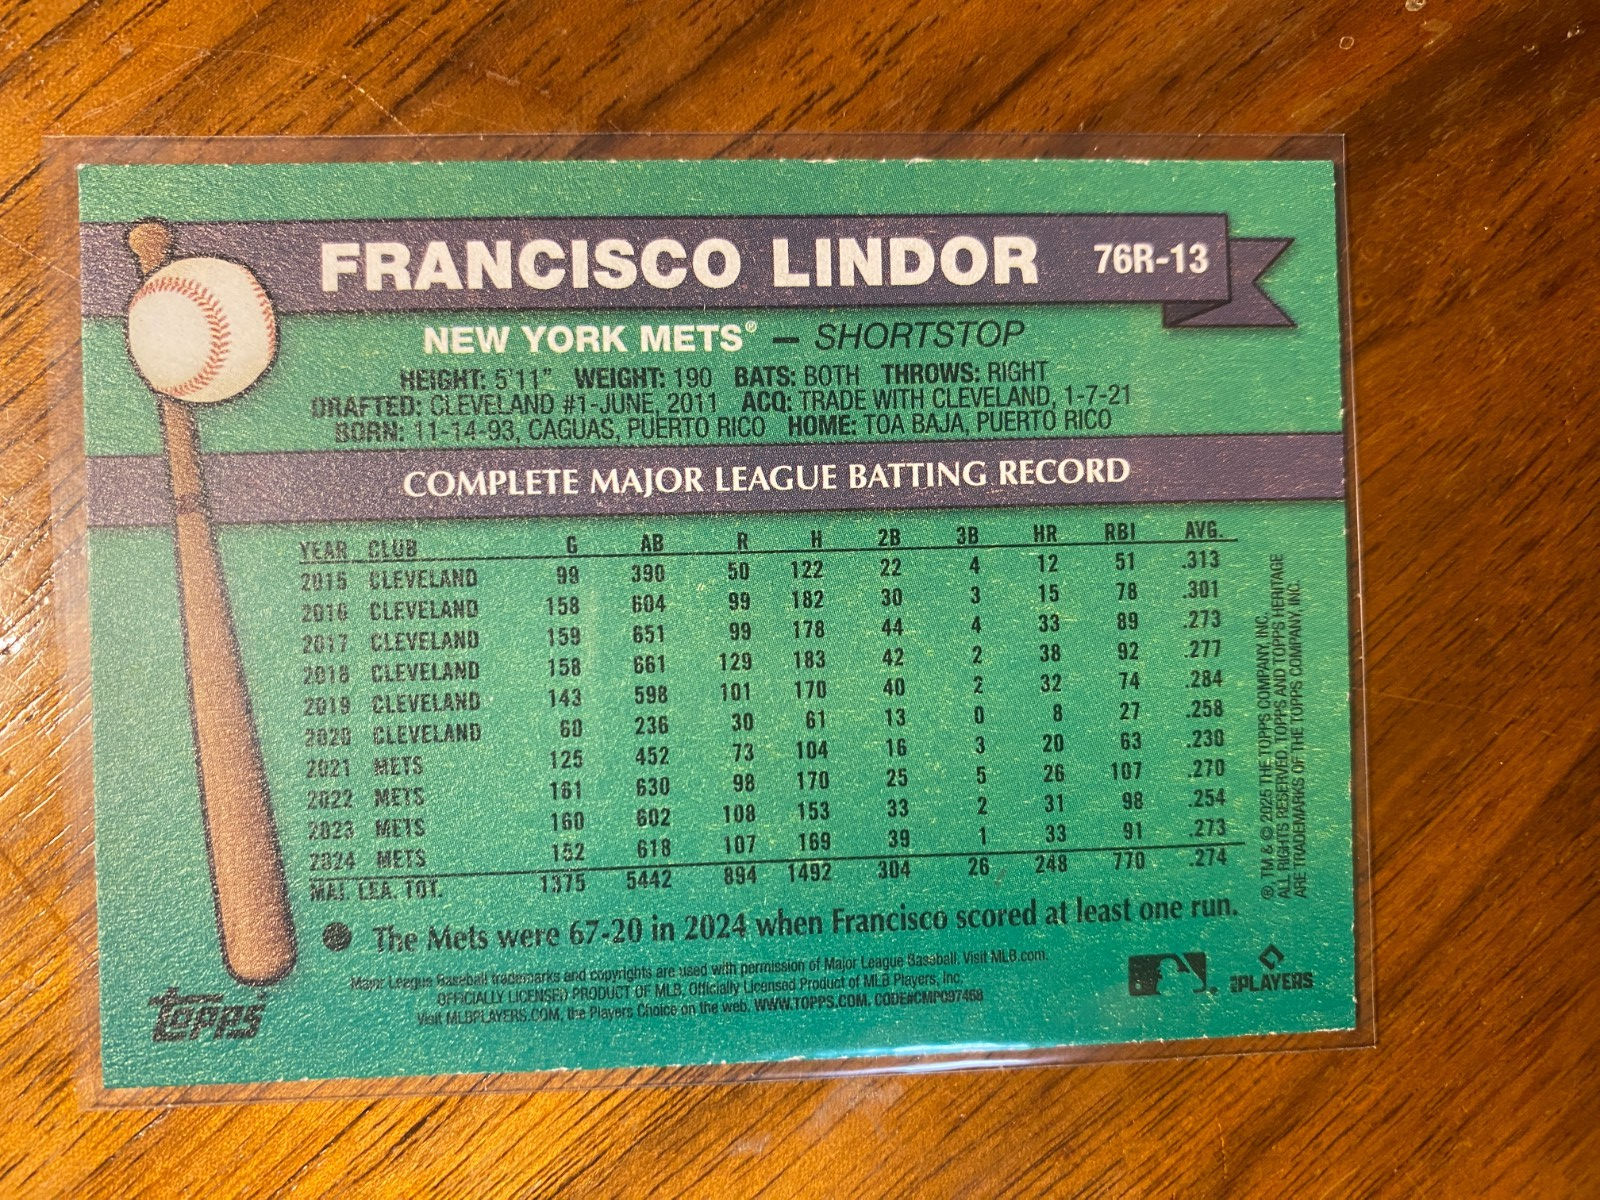 FRANCISCO LINDOR 76R-13
NEW YORK METS® — SHORTSTOP
HEIGHT: 5'11" WEIGHT: 190 BATS: BOTH THROWS: RIGHT
DRAFTED: CLEVELAND #1-JUNE, 2011 ACQ: TRADE WITH CLEVELAND, 1-7-21
BORN: 11-14-93, CAGUAS, PUERTO RICO HOME: TOA BAJA, PUERTO RICO
COMPLETE MAJOR LEAGUE BATTING RECORD
YEAR CLUB G AB R H 2B 3B HR RBI AVG.
2015 CLEVELAND 99 390 50 122 22 4 12 51 .313
2016 CLEVELAND 158 604 99 182 30 3 15 78 .301
2017 CLEVELAND 159 651 99 178 44 4 33 89 .273
2018 CLEVELAND 158 661 129 183 42 2 38 92 .277
2019 CLEVELAND 143 598 101 170 40 2 32 74 .284
2020 CLEVELAND 60 236 30 61 13 0 8 27 .258
2021 METS 125 452 73 104 16 3 20 63 .230
2022 METS 161 630 98 170 25 5 26 107 .270
2023 METS 160 602 108 153 33 2 31 98 .254
2024 METS 152 618 107 169 39 1 33 91 .273
MAJ. LEA. TOT. 1375 5442 894 1492 304 26 248 770 .274
The Mets were 67-20 in 2024 when Francisco scored at least one run.
Major League Baseball trademarks and copyrights are used with permission of Major League Baseball. Visit MLB.com.
OFFICIALLY LICENSED PRODUCT OF MLB. Officially Licensed Product of MLB Players, Inc.
Visit MLBPLAYERS.COM, the Players Choice on the web. WWW.TOPPS.COM. CODE#CMP097468
topps
PLAYERS
®, TM & © 2025 THE TOPPS COMPANY, INC.
ALL RIGHTS RESERVED. TOPPS AND TOPPS HERITAGE
ARE TRADEMARKS OF THE TOPPS COMPANY, INC.